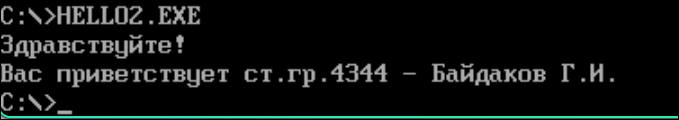 C:\>HELLO2.EXE
Здравствуйте!
Вас приветствует ст.гр.4344 - Байдаков Г.И.
C:\>_